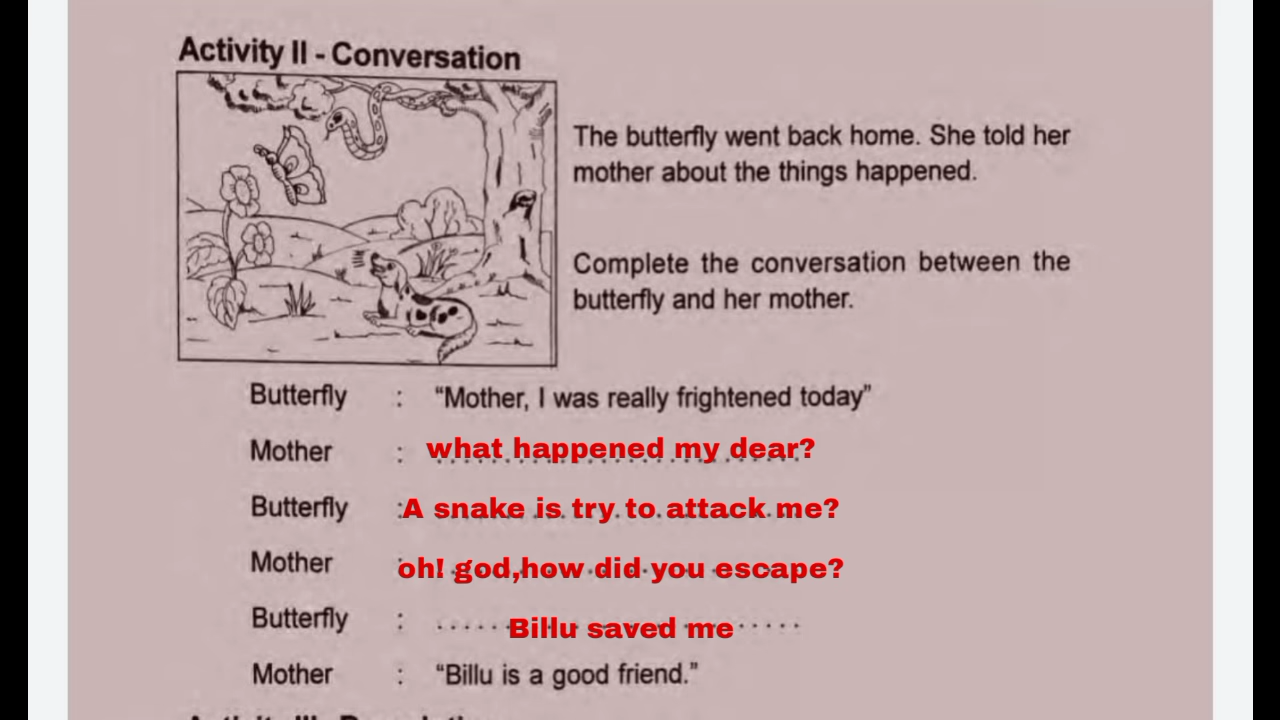 Activity II - Conversation
The butterfly went back home. She told her
mother about the things happened.
Complete the conversation between the
butterfly and her mother.
Butterfly : “Mother, I was really frightened today”
Mother : what happened my dear?
Butterfly : A snake is try to attack me?
Mother : oh! god,how did you escape?
Butterfly : Billu saved me
Mother : “Billu is a good friend.”